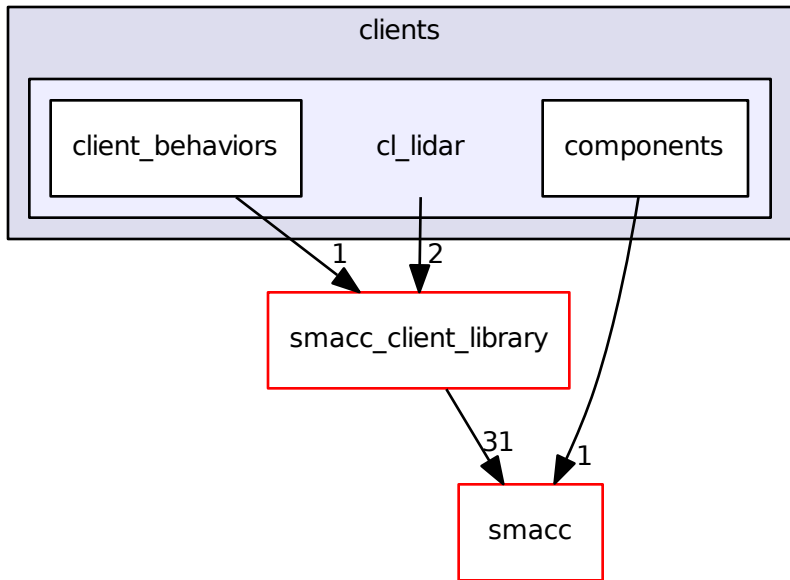 clients
client_behaviors
cl_lidar
components
1
2
smacc_client_library
31
1
smacc